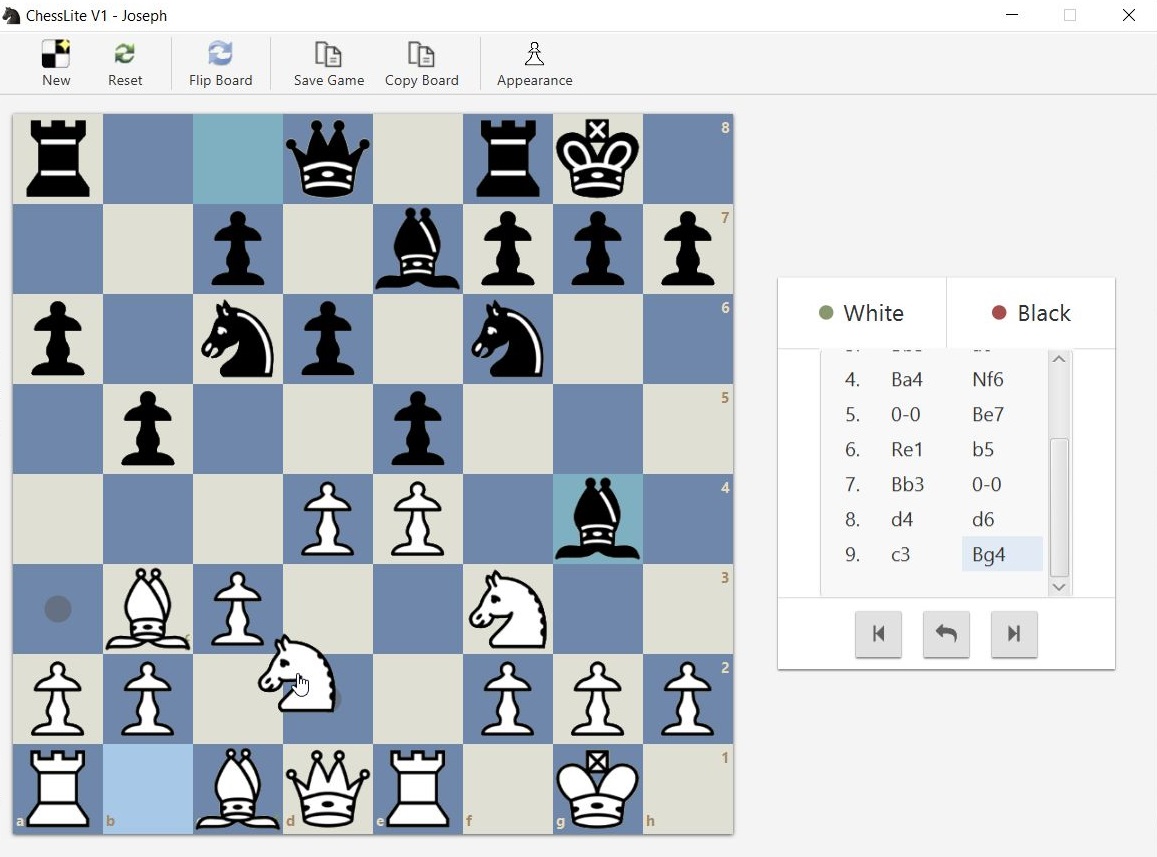 ChessLite V1 - Joseph
New Reset Flip Board Save Game Copy Board Appearance
8
7
6
5
4
3
2
1
a b d e f g h
White Black
4. Ba4 Nf6
5. 0-0 Be7
6. Re1 b5
7. Bb3 0-0
8. d4 d6
9. c3 Bg4